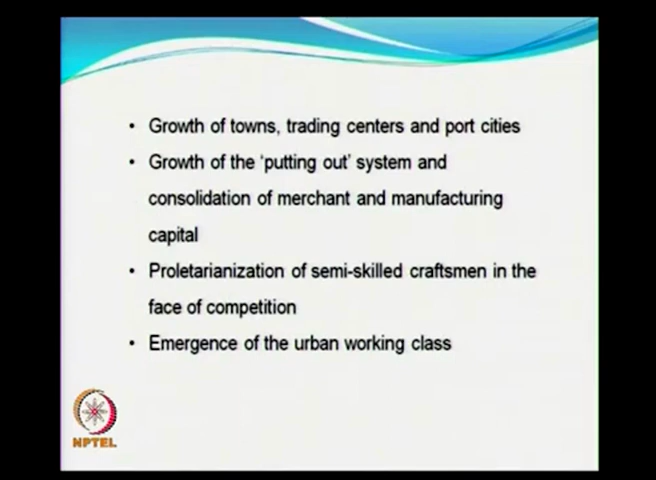 • Growth of towns, trading centers and port cities
• Growth of the 'putting out' system and
consolidation of merchant and manufacturing
capital
• Proletarianization of semi-skilled craftsmen in the
face of competition
• Emergence of the urban working class
NPTEL